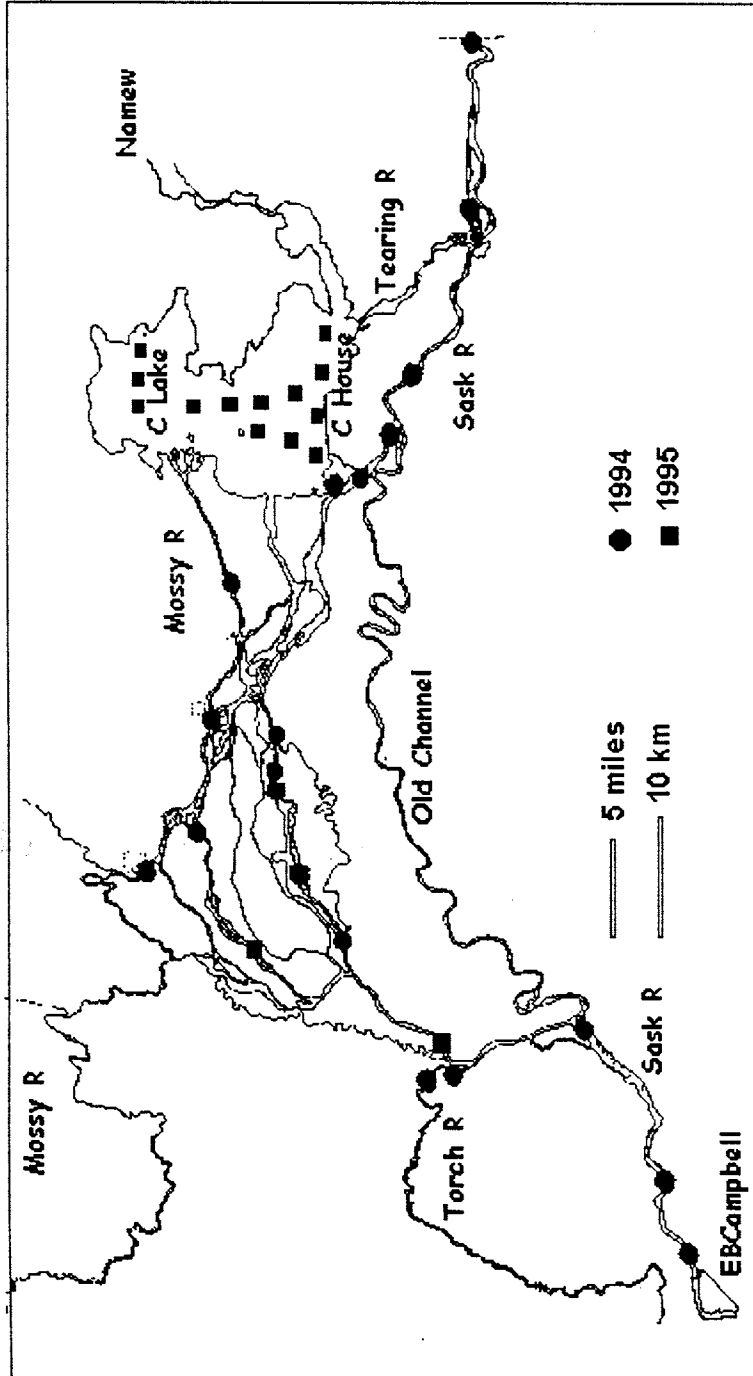 Mossy R
Mossy R
C Lake
Namew
C House
Tearing R
Torch R
Old Channel
Sask R
Sask R
EBCampbell
5 miles
10 km
1994
1995